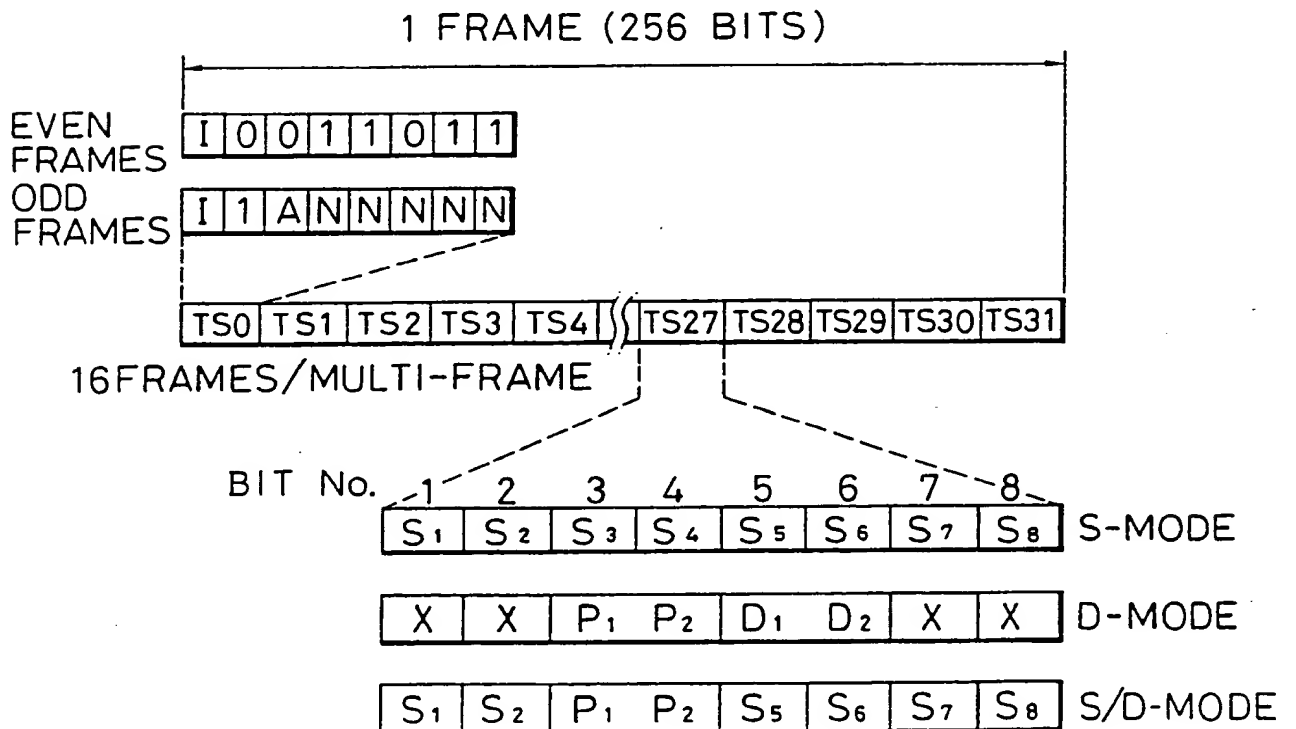 1 FRAME (256 BITS)
EVEN FRAMES I 0 0 1 1 0 1 1
ODD FRAMES I 1 A N N N N N
TS0 TS1 TS2 TS3 TS4 TS27 TS28 TS29 TS30 TS31
16FRAMES/MULTI-FRAME
BIT No. 1 2 3 4 5 6 7 8
S1 S2 S3 S4 S5 S6 S7 S8 S-MODE
X X P1 P2 D1 D2 X X D-MODE
S1 S2 P1 P2 S5 S6 S7 S8 S/D-MODE